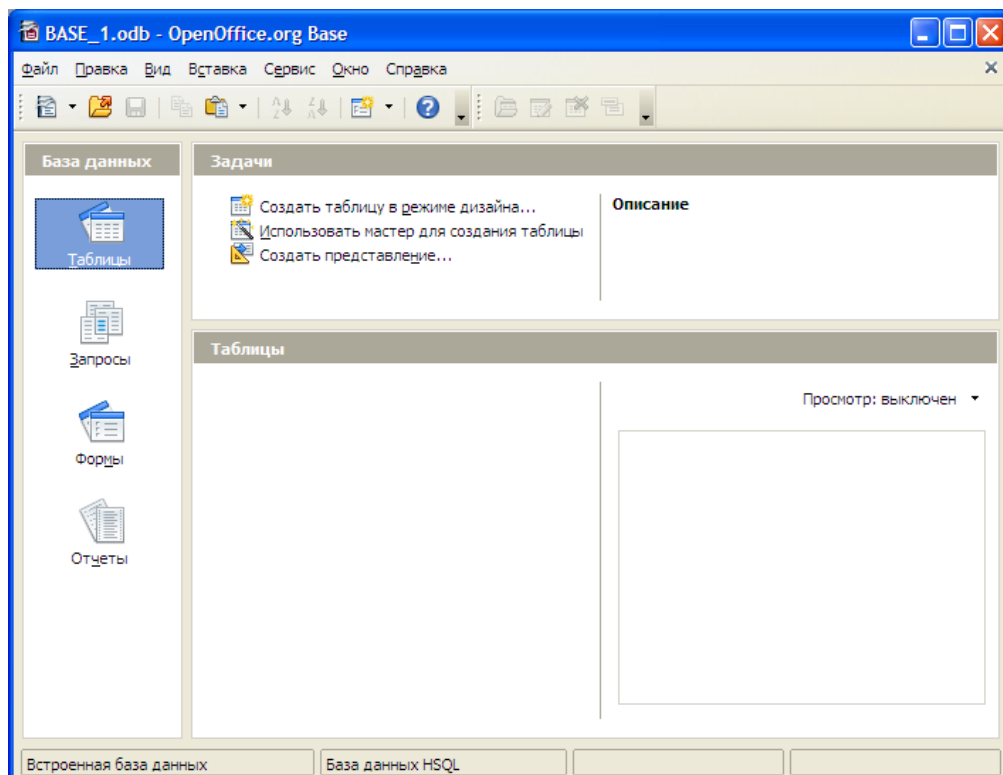 BASE_1.odb - OpenOffice.org Base
Файл Правка Вид Вставка Сервис Окно Справка
База данных
Таблицы
Запросы
Формы
Отчеты
Задачи
Создать таблицу в режиме дизайна...
Использовать мастер для создания таблицы
Создать представление...
Описание
Таблицы
Просмотр: выключен
Встроенная база данных
База данных HSQL